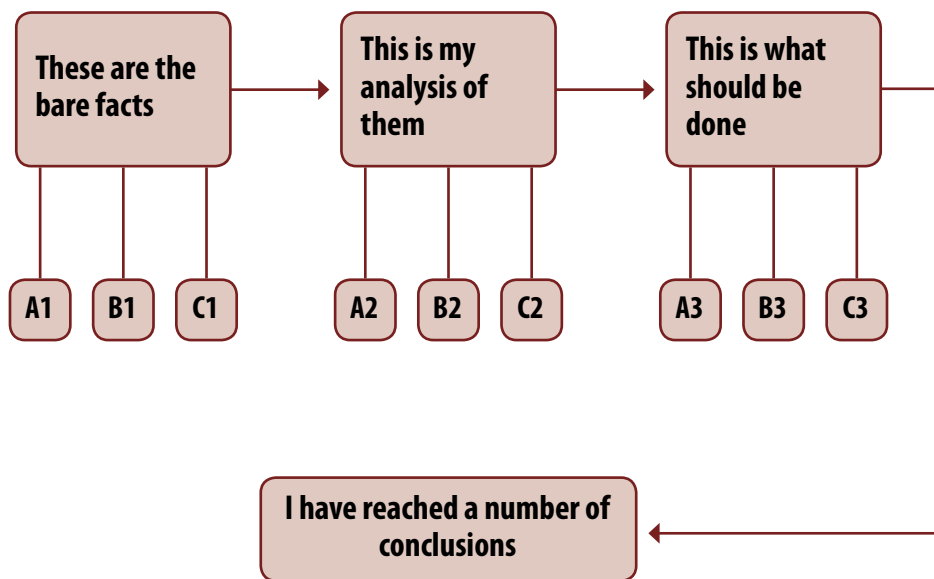 These are the
bare facts
This is my
analysis of
them
This is what
should be
done
A1
B1
C1
A2
B2
C2
A3
B3
C3
I have reached a number of
conclusions